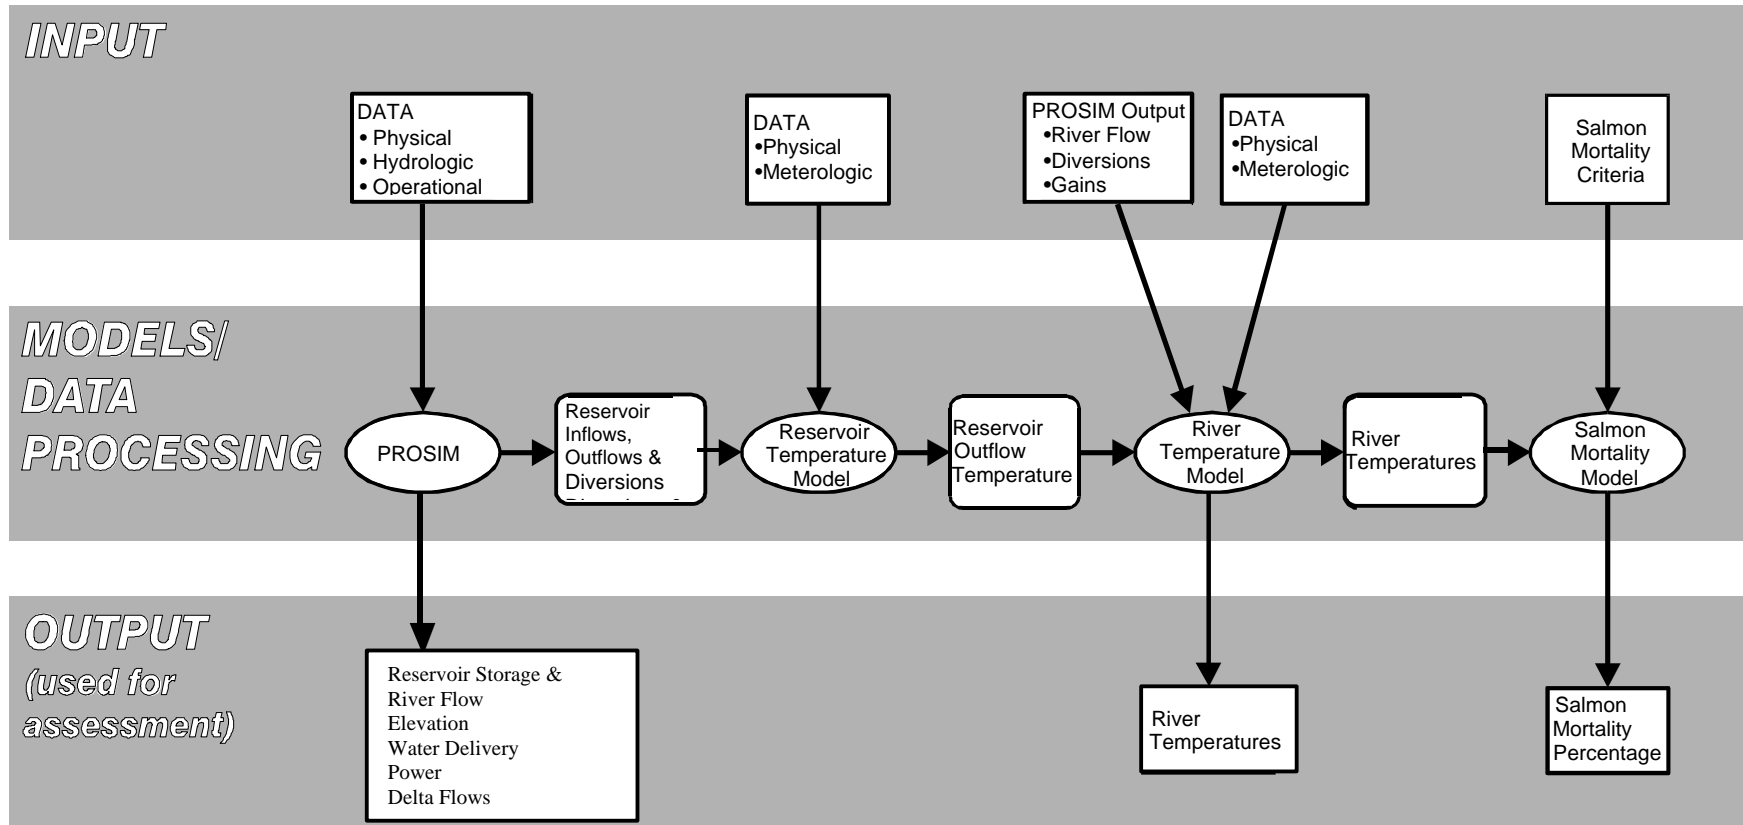 INPUT
DATA
• Physical
• Hydrologic
• Operational
DATA
•Physical
•Meterologic
PROSIM Output
•River Flow
•Diversions
•Gains
DATA
•Physical
•Meterologic
Salmon
Mortality
Criteria
MODELS/
DATA
PROCESSING
PROSIM
Reservoir
Inflows,
Outflows &
Diversions
Reservoir
Temperature
Model
Reservoir
Outflow
Temperature
River
Temperature
Model
River
Temperatures
Salmon
Mortality
Model
OUTPUT
(used for
assessment)
Reservoir Storage &
River Flow
Elevation
Water Delivery
Power
Delta Flows
River
Temperatures
Salmon
Mortality
Percentage